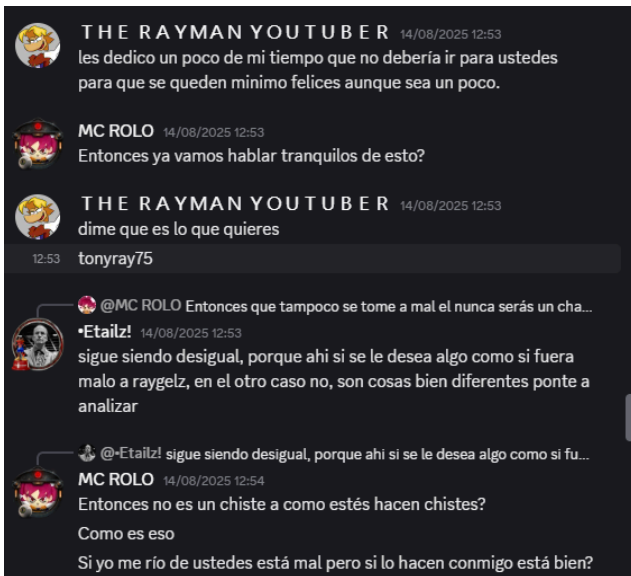 THE RAYMAN YOUTUBER 14/08/2025 12:53
les dedico un poco de mi tiempo que no debería ir para ustedes
para que se queden minimo felices aunque sea un poco.
MC ROLO 14/08/2025 12:53
Entonces ya vamos hablar tranquilos de esto?
THE RAYMAN YOUTUBER 14/08/2025 12:53
dime que es lo que quieres
12:53 tonyray75
@MC ROLO Entonces que tampoco se tome a mal el nunca serás un cha...
•Etailz! 14/08/2025 12:53
sigue siendo desigual, porque ahi si se le desea algo como si fuera
malo a raygelz, en el otro caso no, son cosas bien diferentes ponte a
analizar
@•Etailz! sigue siendo desigual, porque ahi si se le desea algo como si fu...
MC ROLO 14/08/2025 12:54
Entonces no es un chiste a como estés hacen chistes?
Como es eso
Si yo me río de ustedes está mal pero si lo hacen conmigo está bien?